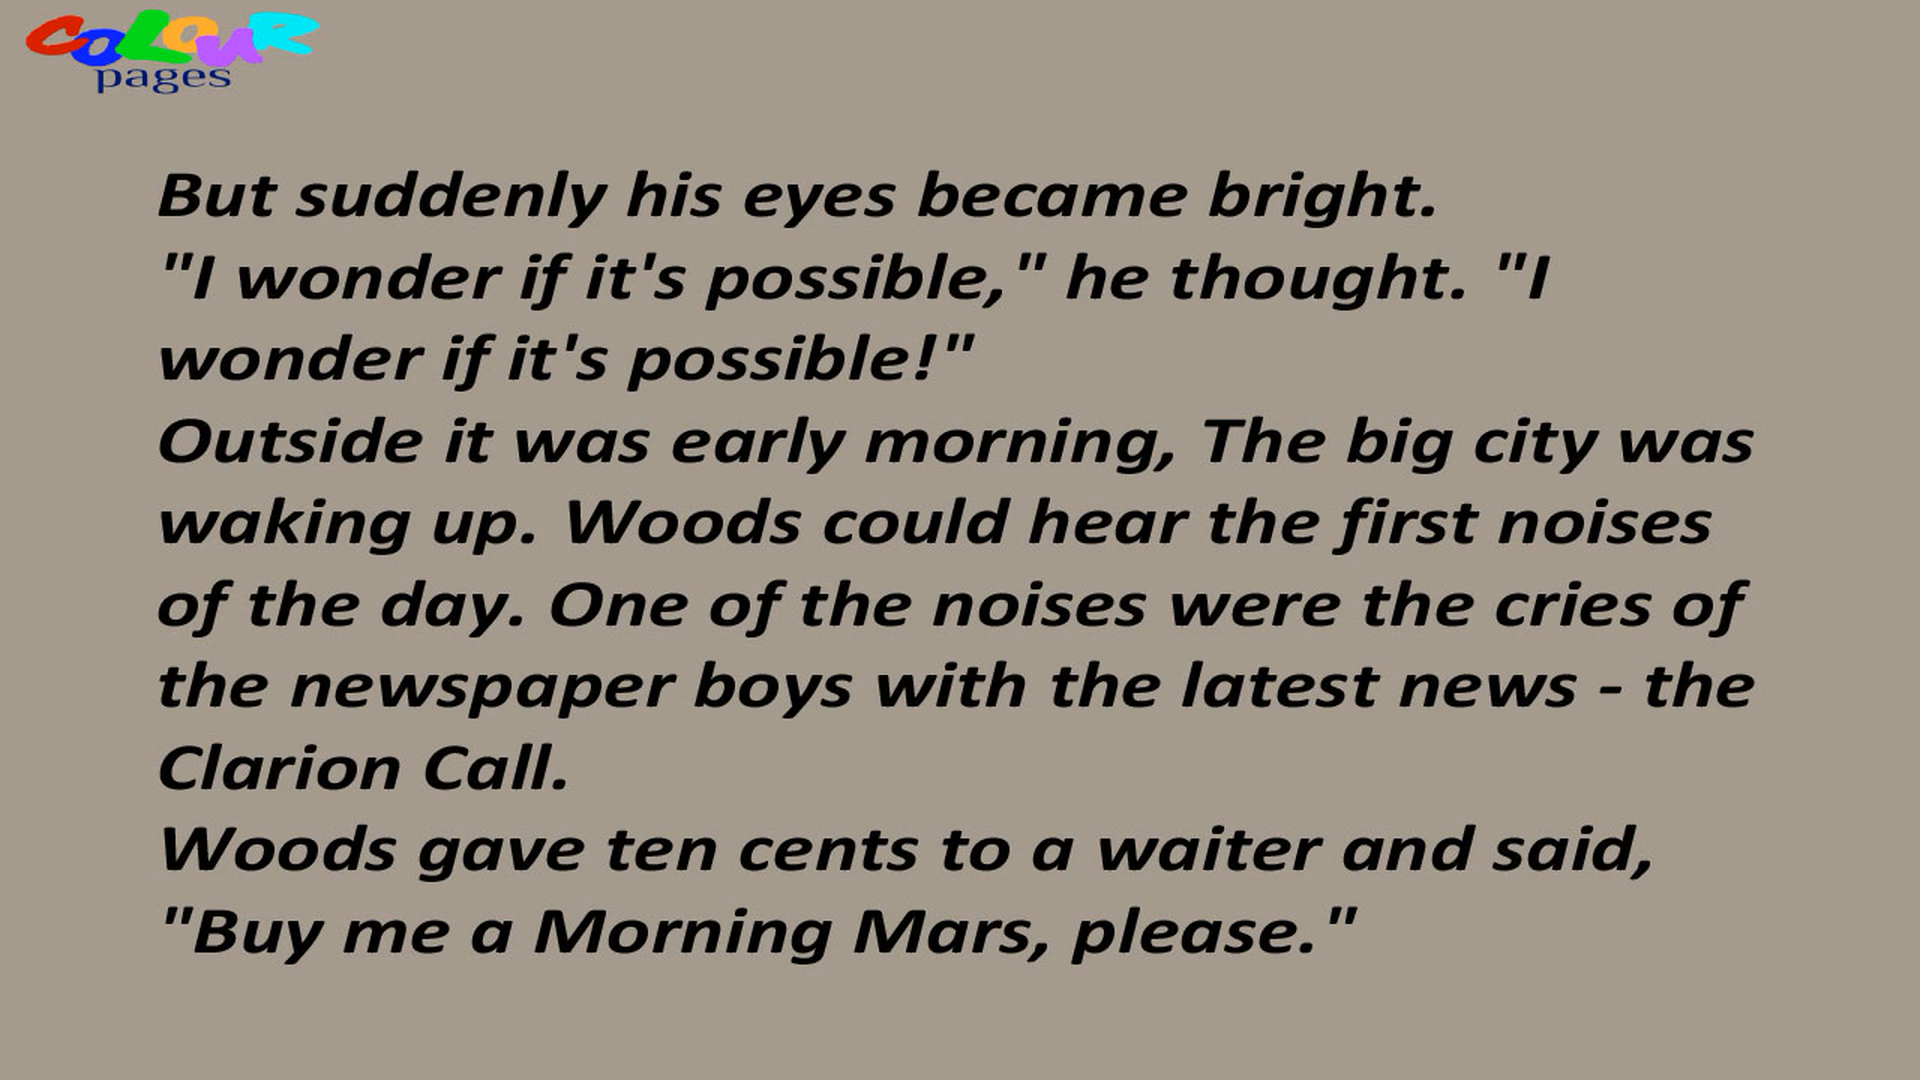 COLOUR
pages
But suddenly his eyes became bright.
"I wonder if it's possible," he thought. "I
wonder if it's possible!"
Outside it was early morning, The big city was
waking up. Woods could hear the first noises
of the day. One of the noises were the cries of
the newspaper boys with the latest news - the
Clarion Call.
Woods gave ten cents to a waiter and said,
"Buy me a Morning Mars, please."